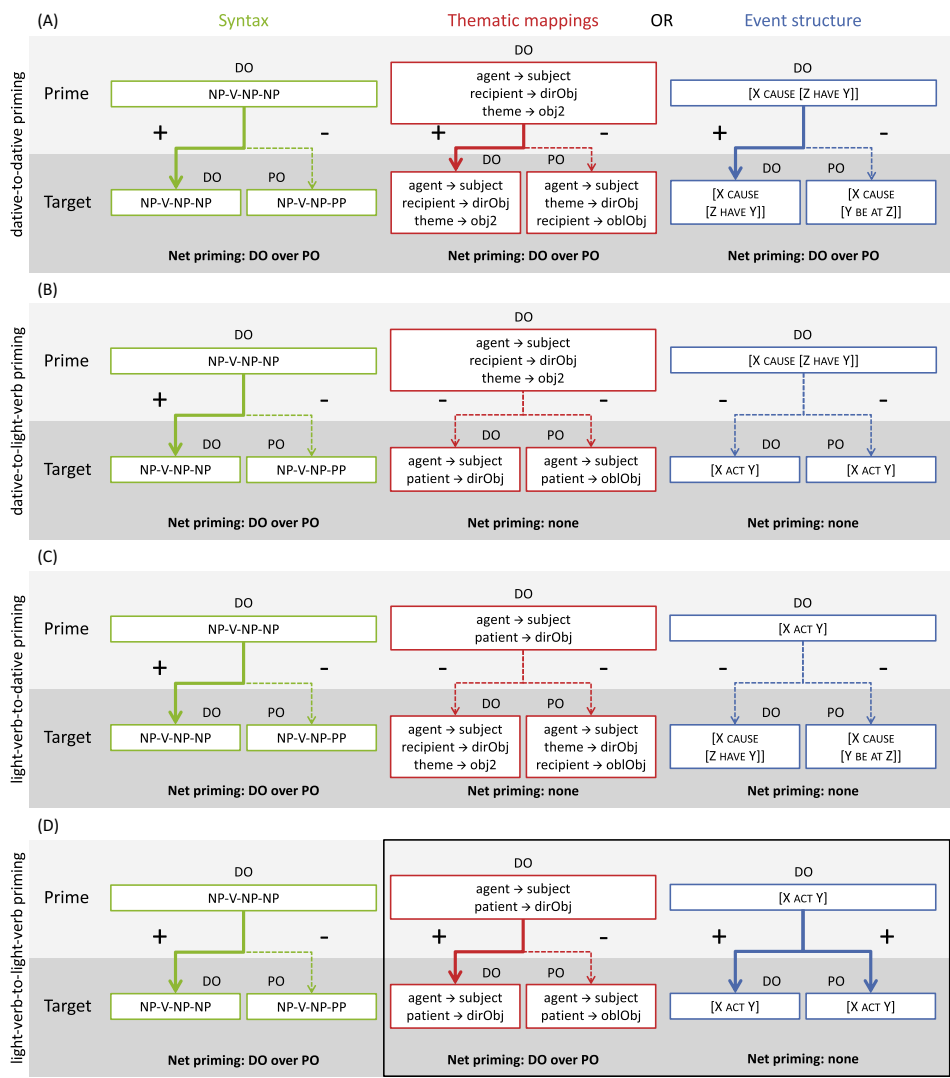 (A)
Syntax
Thematic mappings
OR
Event structure
dative-to-dative priming
Prime
DO
NP-V-NP-NP
DO
agent → subject
recipient → dirObj
theme → obj2
DO
[X CAUSE [Z HAVE Y]]
+
-
+
-
+
-
Target
DO
PO
NP-V-NP-NP
NP-V-NP-PP
DO
PO
agent → subject
recipient → dirObj
theme → obj2
agent → subject
theme → dirObj
recipient → oblObj
DO
PO
[X CAUSE
[Z HAVE Y]]
[X CAUSE
[Y BE AT Z]]
Net priming: DO over PO
Net priming: DO over PO
Net priming: DO over PO
(B)
dative-to-light-verb priming
Prime
DO
NP-V-NP-NP
DO
agent → subject
recipient → dirObj
theme → obj2
DO
[X CAUSE [Z HAVE Y]]
+
-
-
-
-
-
Target
DO
PO
NP-V-NP-NP
NP-V-NP-PP
DO
PO
agent → subject
patient → dirObj
agent → subject
patient → oblObj
DO
PO
[X ACT Y]
[X ACT Y]
Net priming: DO over PO
Net priming: none
Net priming: none
(C)
light-verb-to-dative priming
Prime
DO
NP-V-NP-NP
DO
agent → subject
patient → dirObj
DO
[X ACT Y]
+
-
-
-
-
-
Target
DO
PO
NP-V-NP-NP
NP-V-NP-PP
DO
PO
agent → subject
recipient → dirObj
theme → obj2
agent → subject
theme → dirObj
recipient → oblObj
DO
PO
[X CAUSE
[Z HAVE Y]]
[X CAUSE
[Y BE AT Z]]
Net priming: DO over PO
Net priming: none
Net priming: none
(D)
light-verb-to-light-verb priming
Prime
DO
NP-V-NP-NP
DO
agent → subject
patient → dirObj
DO
[X ACT Y]
+
-
+
-
+
+
Target
DO
PO
NP-V-NP-NP
NP-V-NP-PP
DO
PO
agent → subject
patient → dirObj
agent → subject
patient → oblObj
DO
PO
[X ACT Y]
[X ACT Y]
Net priming: DO over PO
Net priming: DO over PO
Net priming: none